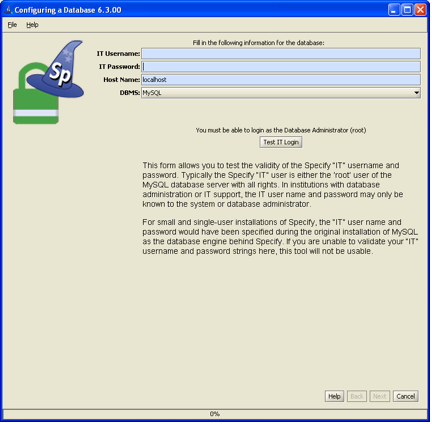 Configuring a Database 6.3.00
File Help
Sp
Fill in the following information for the database:
IT Username:
IT Password:
Host Name: localhost
DBMS: MySQL
You must be able to login as the Database Administrator (root)
Test IT Login
This form allows you to test the validity of the Specify "IT" username and
password. Typically the Specify "IT" user is either the 'root' user of the
MySQL database server with all rights. In institutions with database
administration or IT support, the IT user name and password may only be
known to the system or database administrator.
For small and single-user installations of Specify, the "IT" user name and
password would have been specified during the original installation of MySQL
as the database engine behind Specify. If you are unable to validate your "IT"
username and password strings here, this tool will not be usable.
Help Back Next Cancel
0%